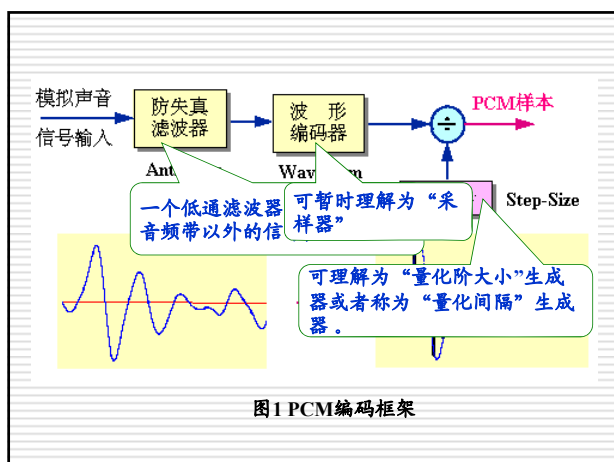 模拟声音
信号输入
防失真
滤波器
波 形
编码器
÷
PCM样本
Step-Size
一个低通滤波器
音频带以外的信
可暂时理解为“采
样器”
可理解为“量化阶大小”生成
器或者称为“量化间隔”生成
器。
图1 PCM编码框架